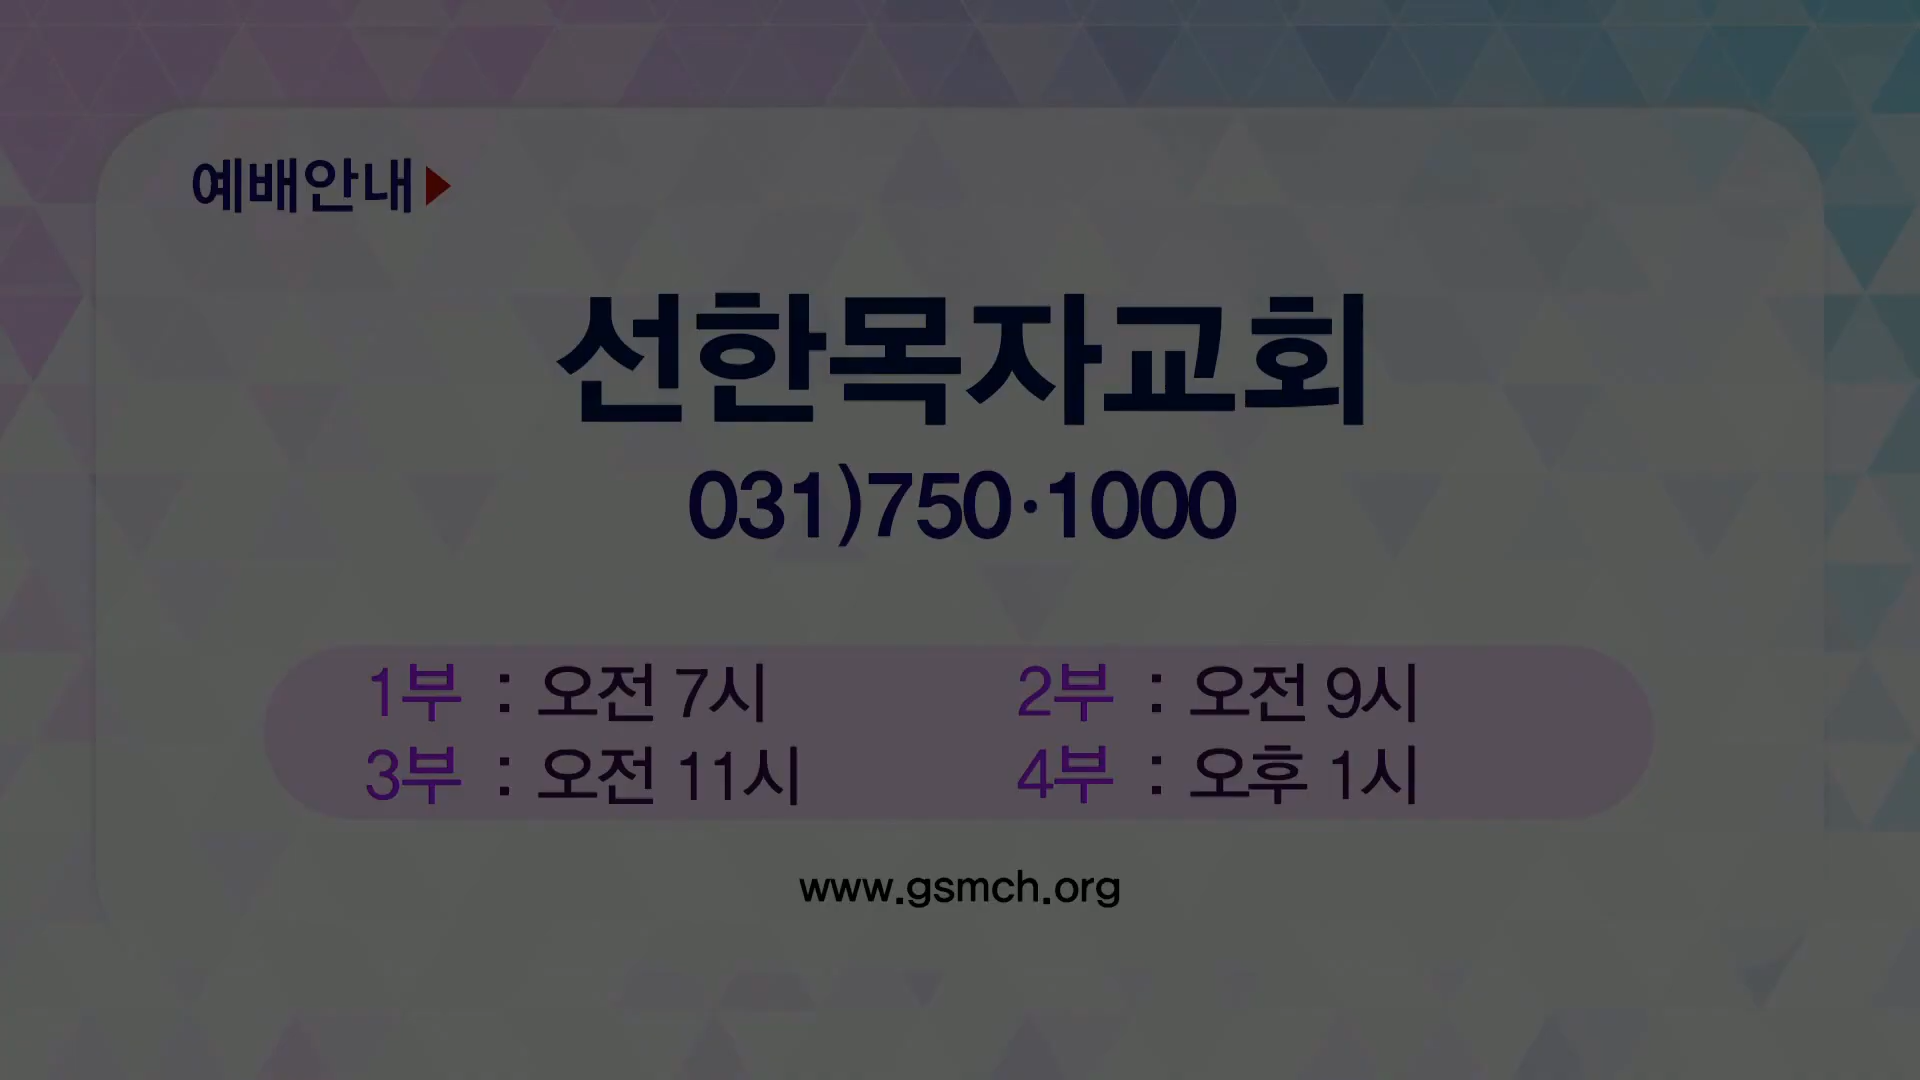 예배안내▶
선한목자교회
031)750·1000
1부 : 오전 7시 2부 : 오전 9시
3부 : 오전 11시 4부 : 오후 1시
www.gsmch.org